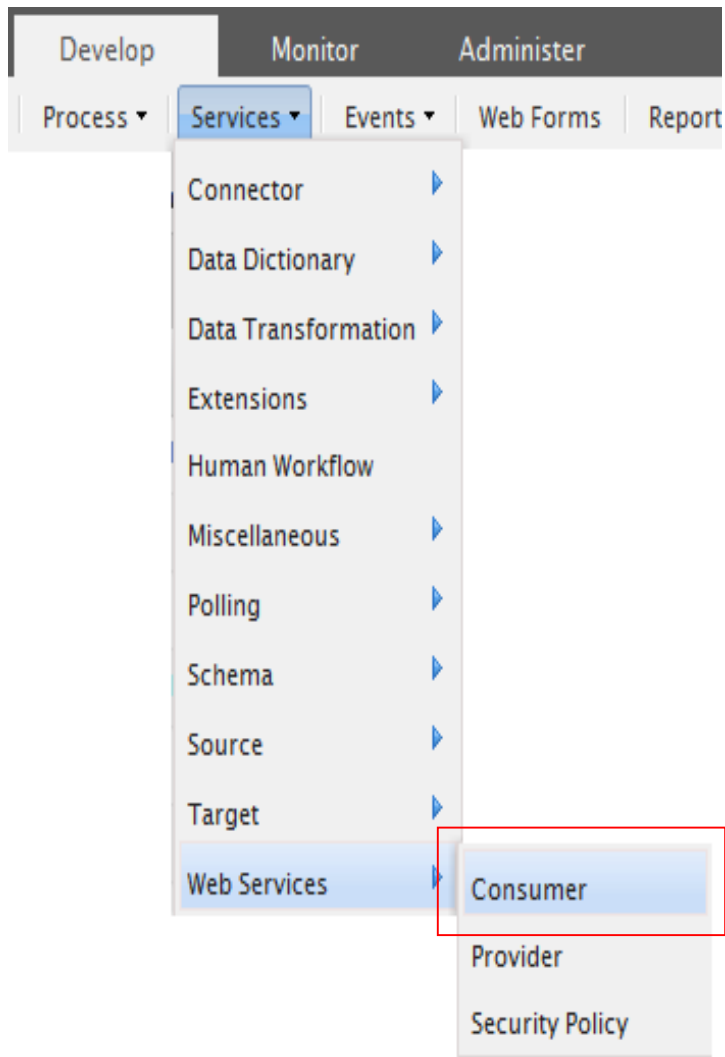 Develop Monitor Administer
Process Services Events Web Forms Report
Connector
Data Dictionary
Data Transformation
Extensions
Human Workflow
Miscellaneous
Polling
Schema
Source
Target
Web Services
Consumer
Provider
Security Policy